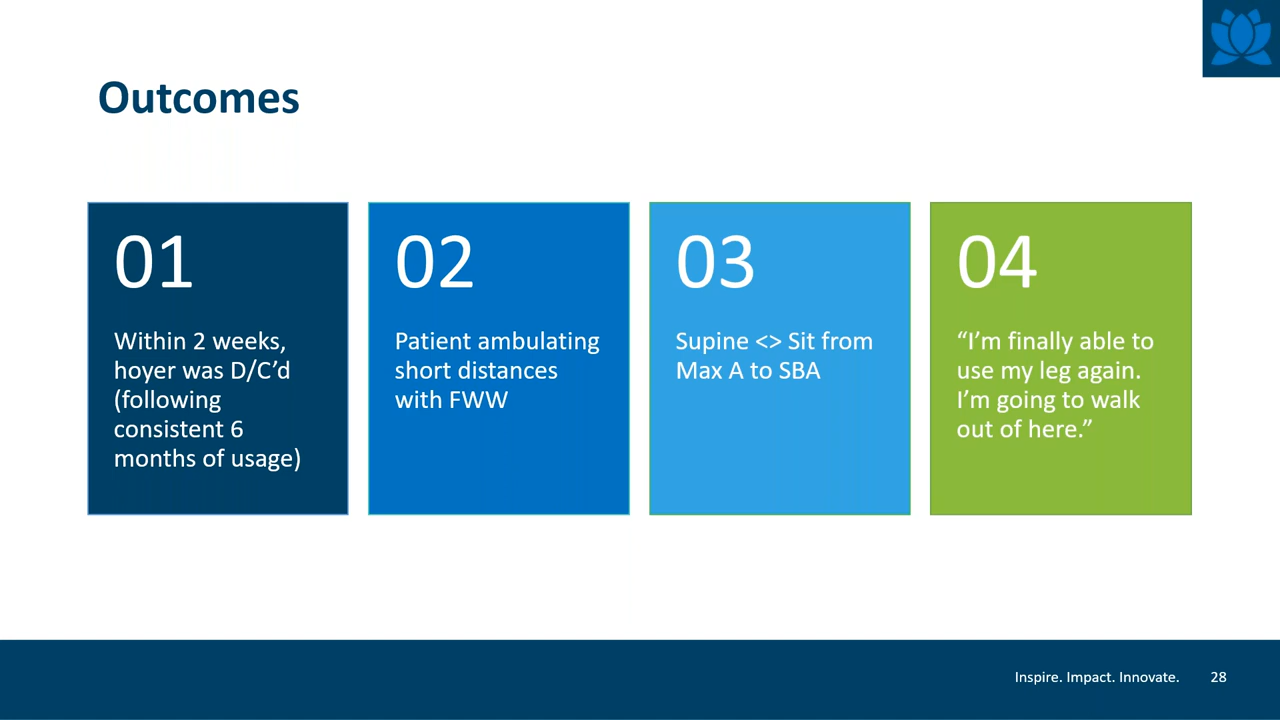 Outcomes
01
Within 2 weeks,
hoyer was D/C’d
(following
consistent 6
months of usage)
02
Patient ambulating
short distances
with FWW
03
Supine <> Sit from
Max A to SBA
04
“I’m finally able to
use my leg again.
I’m going to walk
out of here.”
Inspire. Impact. Innovate. 28